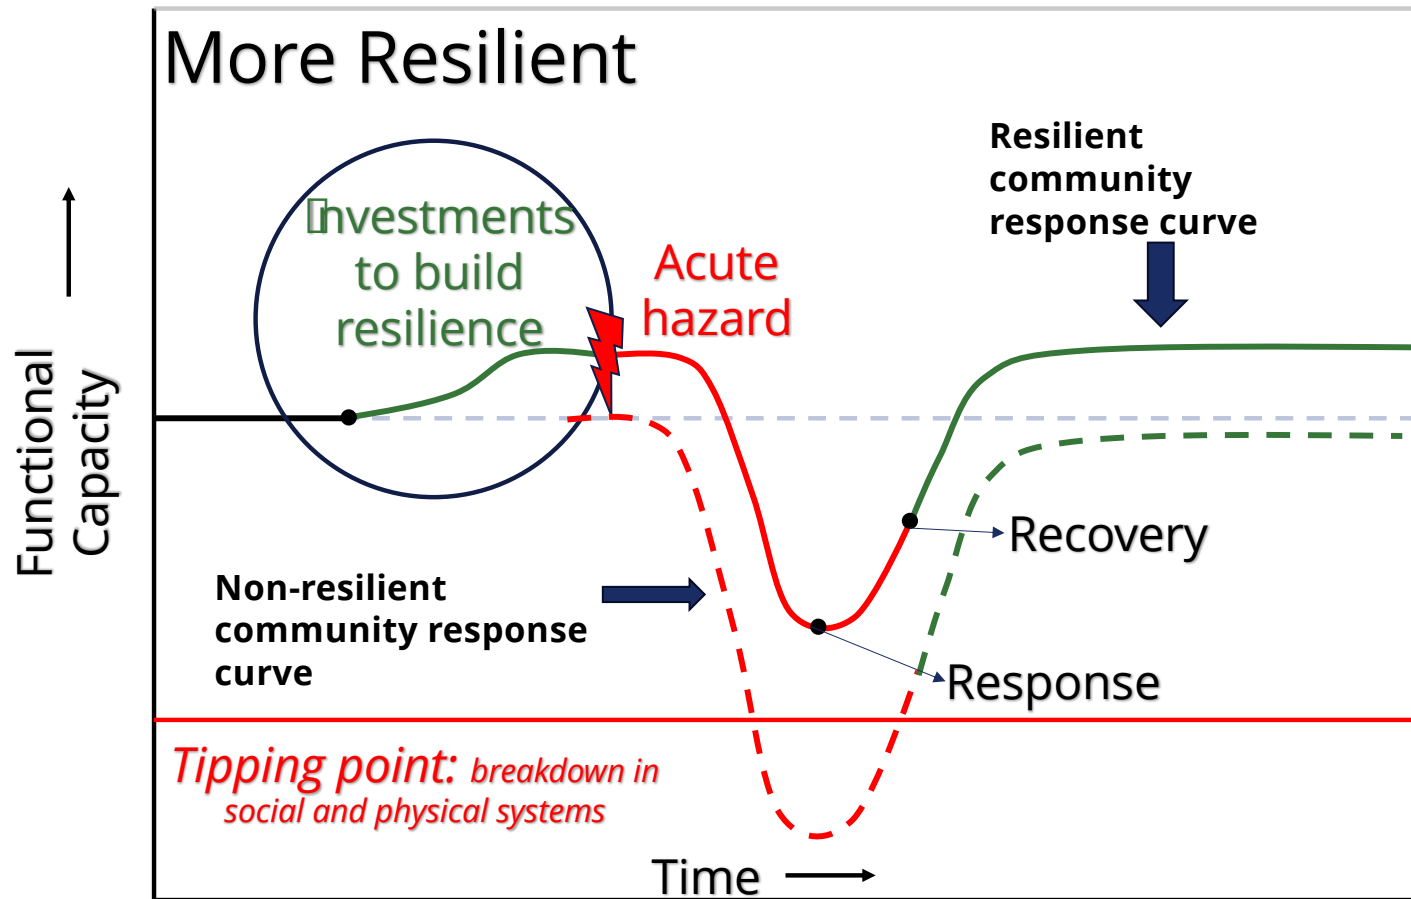 More Resilient
Resilient
community
response curve
Investments
to build
resilience
Acute
hazard
Functional
Capacity
Recovery
Non-resilient
community response
curve
Response
Tipping point: breakdown in
social and physical systems
Time